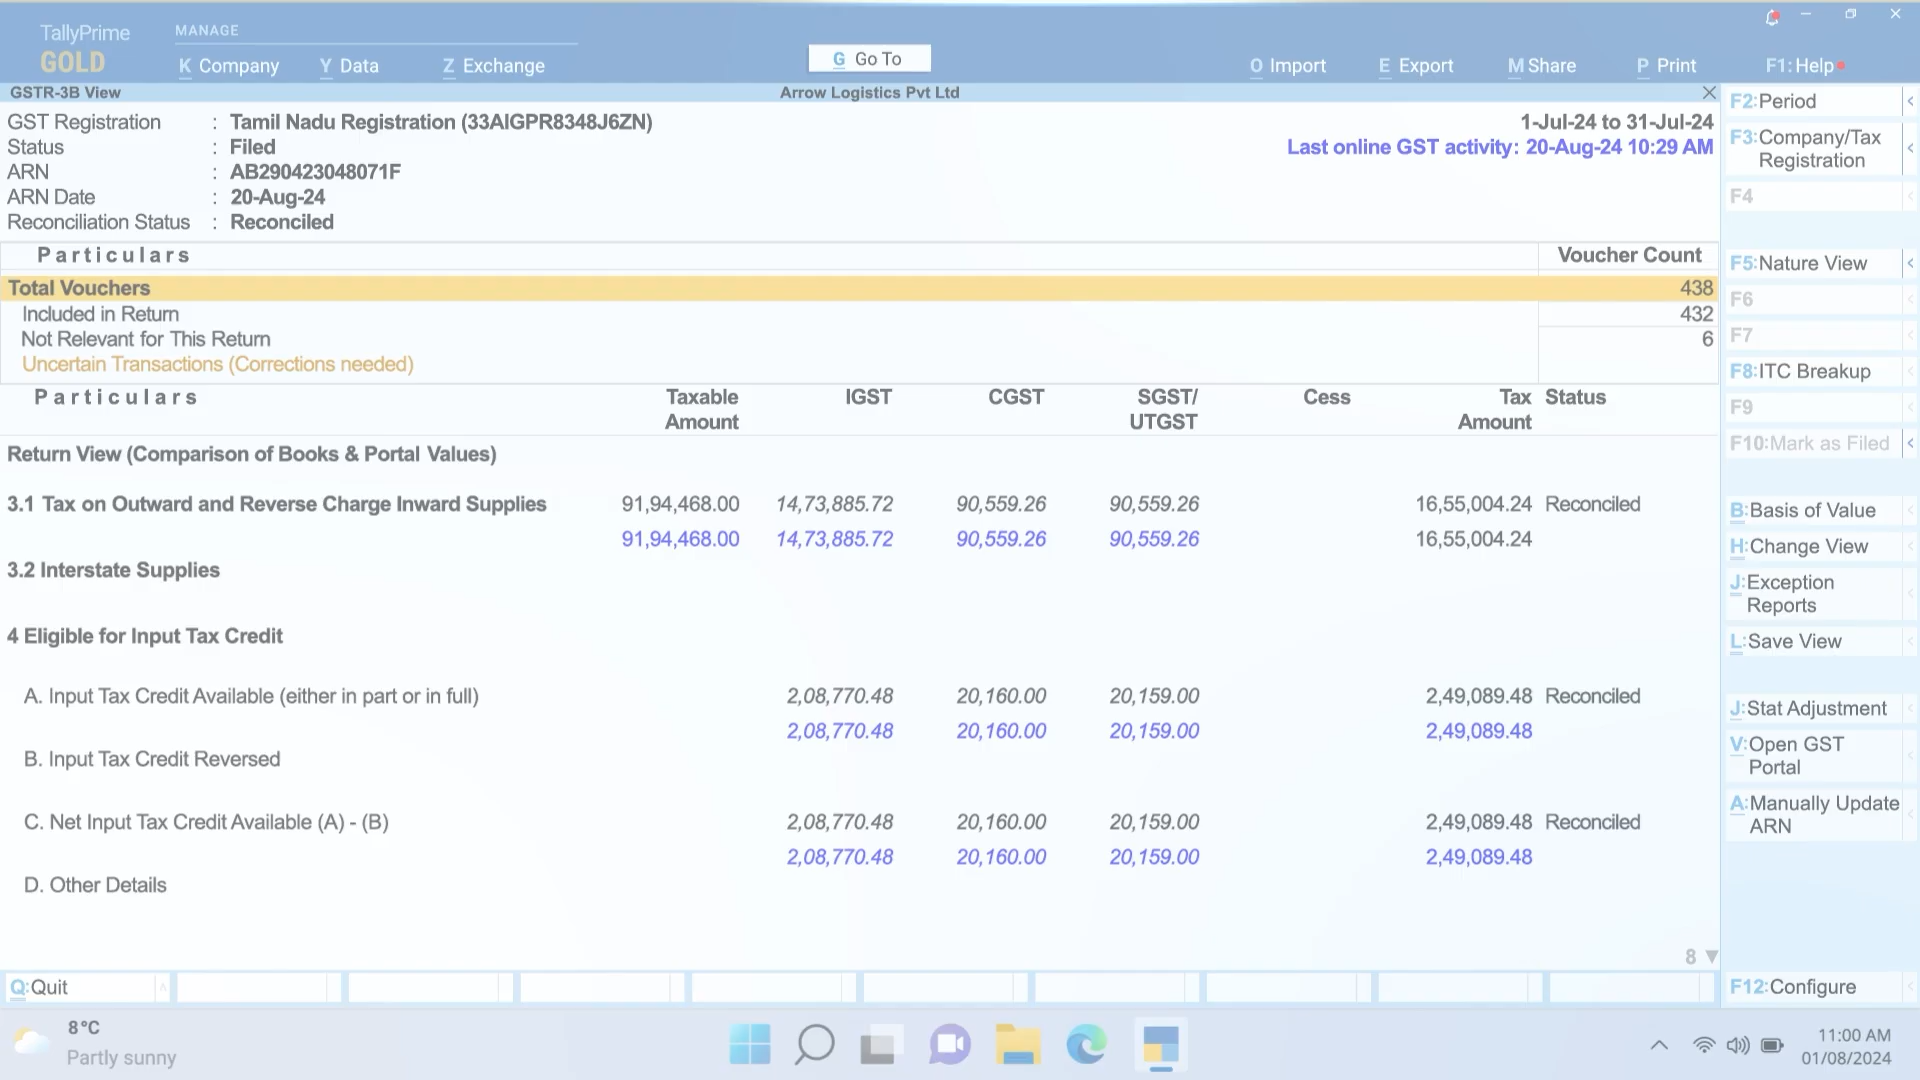 TallyPrime
GOLD
MANAGE
K Company
Y Data
Z Exchange
G Go To
O Import
E Export
M Share
P Print
F1:Help
GSTR-3B View
Arrow Logistics Pvt Ltd
GST Registration : Tamil Nadu Registration (33AIGPR8348J6ZN)
1-Jul-24 to 31-Jul-24
Status : Filed
Last online GST activity: 20-Aug-24 10:29 AM
ARN : AB290423048071F
ARN Date : 20-Aug-24
Reconciliation Status : Reconciled
Particulars Voucher Count
Total Vouchers 438
Included in Return 432
Not Relevant for This Return 6
Uncertain Transactions (Corrections needed)
Particulars Taxable Amount IGST CGST SGST/ UTGST Cess Tax Amount Status
Return View (Comparison of Books & Portal Values)
3.1 Tax on Outward and Reverse Charge Inward Supplies 91,94,468.00 14,73,885.72 90,559.26 90,559.26 16,55,004.24 Reconciled
91,94,468.00 14,73,885.72 90,559.26 90,559.26 16,55,004.24
3.2 Interstate Supplies
4 Eligible for Input Tax Credit
A. Input Tax Credit Available (either in part or in full) 2,08,770.48 20,160.00 20,159.00 2,49,089.48 Reconciled
2,08,770.48 20,160.00 20,159.00 2,49,089.48
B. Input Tax Credit Reversed
C. Net Input Tax Credit Available (A) - (B) 2,08,770.48 20,160.00 20,159.00 2,49,089.48 Reconciled
2,08,770.48 20,160.00 20,159.00 2,49,089.48
D. Other Details
8
F2:Period
F3:Company/Tax
Registration
F4
F5:Nature View
F6
F7
F8:ITC Breakup
F9
F10:Mark as Filed
B:Basis of Value
H:Change View
J:Exception
Reports
L:Save View
J:Stat Adjustment
V:Open GST
Portal
A:Manually Update
ARN
F12:Configure
Q:Quit
8°C
Partly sunny
11:00 AM
01/08/2024